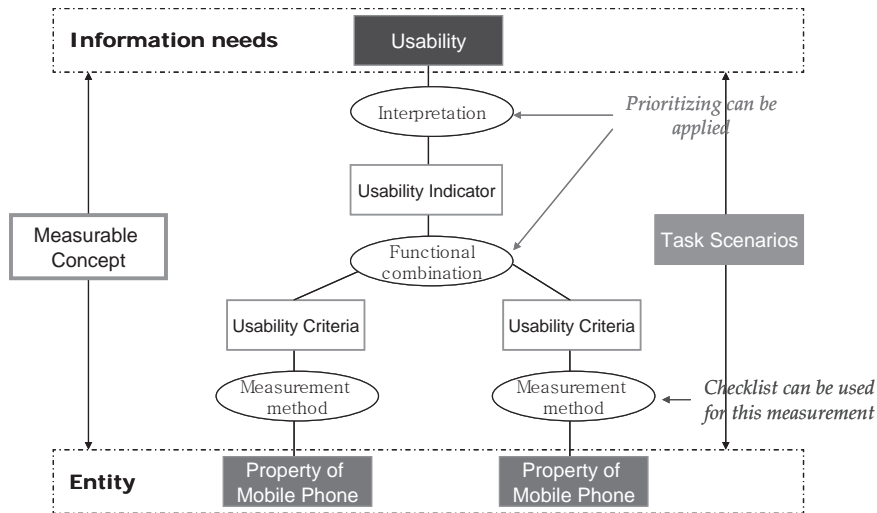 Information needs
Usability
Interpretation
Prioritizing can be
applied
Usability Indicator
Measurable
Concept
Functional
combination
Task Scenarios
Usability Criteria
Usability Criteria
Measurement
method
Measurement
method
Checklist can be used
for this measurement
Entity
Property of
Mobile Phone
Property of
Mobile Phone